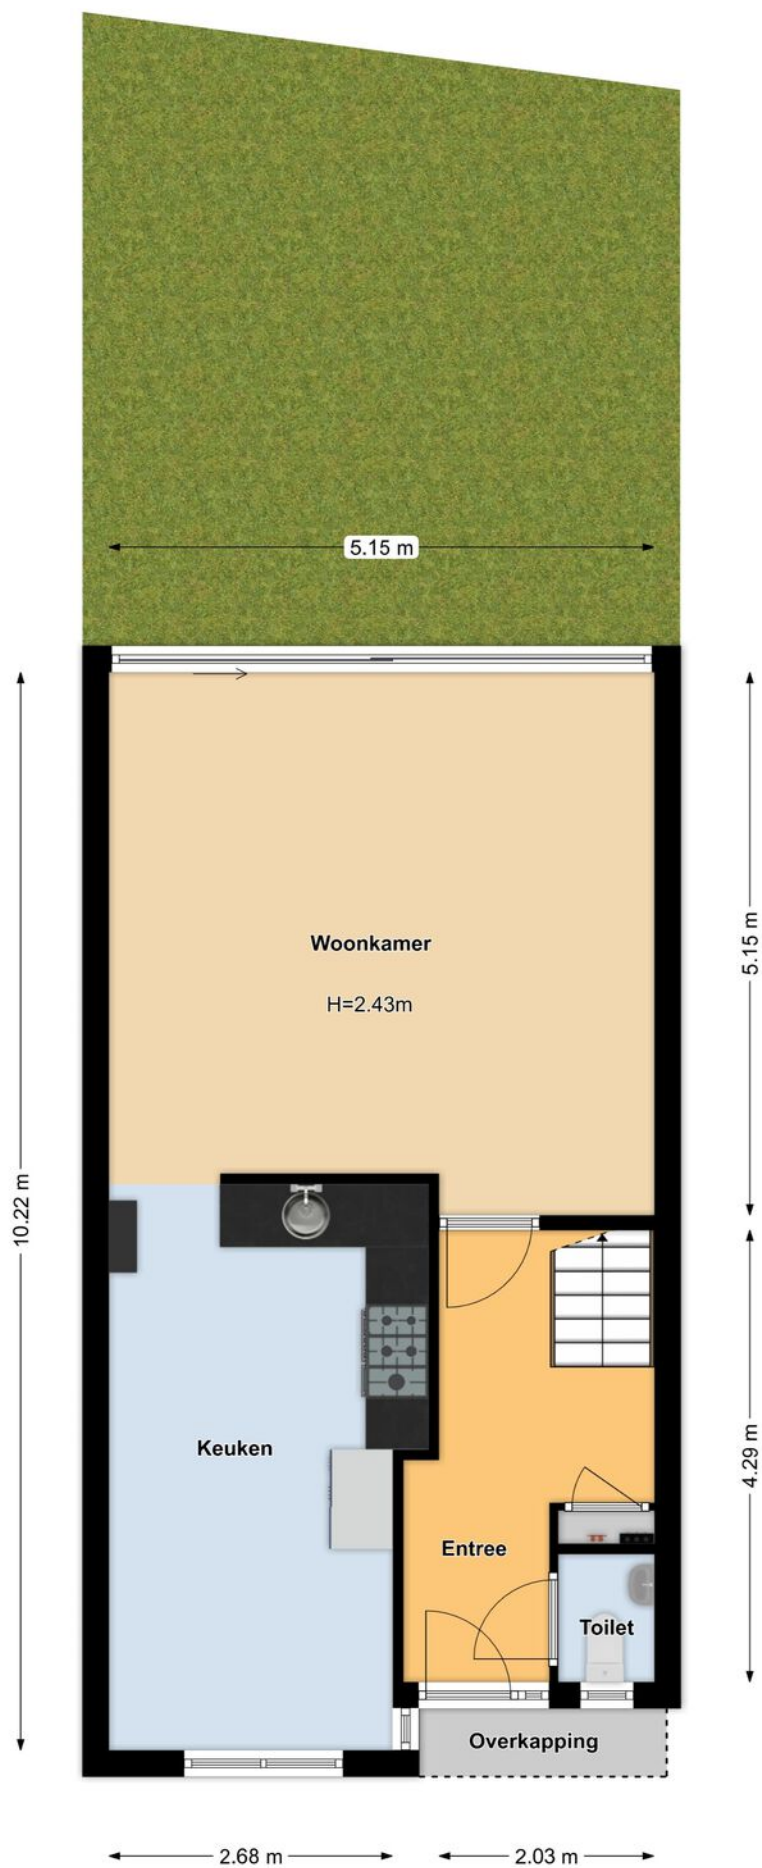 5.15 m
Woonkamer
H=2.43m
5.15 m
10.22 m
Keuken
4.29 m
Entree
Toilet
Overkapping
2.68 m
2.03 m